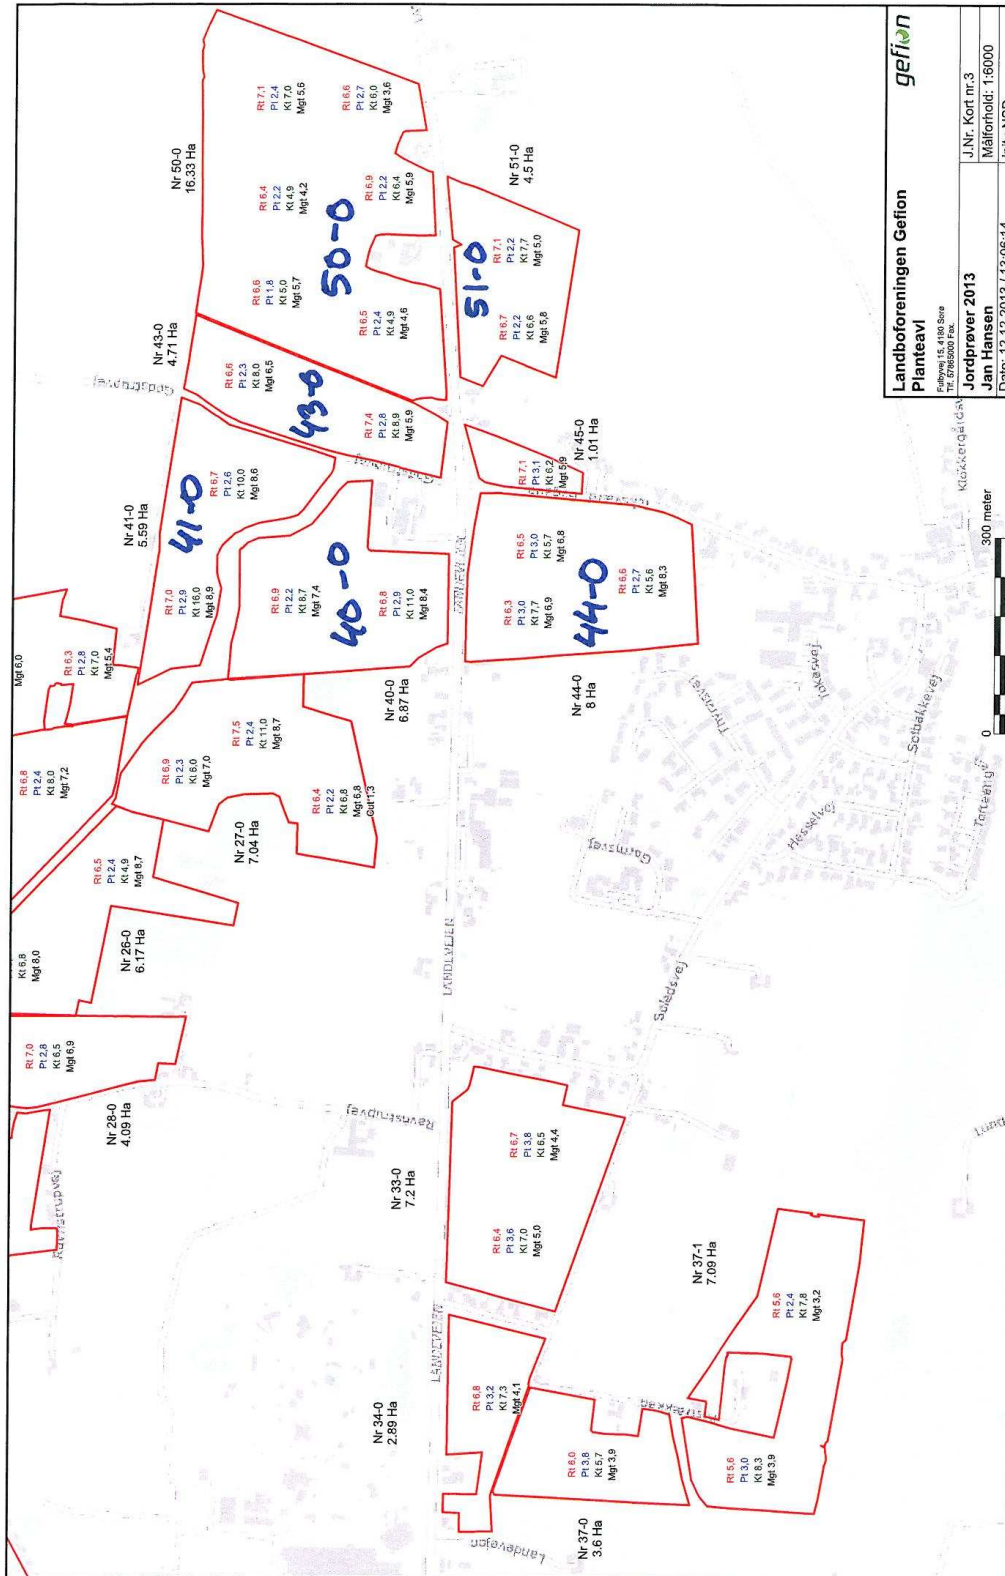 Nr 50-0
16.33 Ha
Rt 7,1
Pt 2,4
Kt 7,0
Mgt 5,6
Rt 6,6
Pt 2,7
Kt 6,0
Mgt 3,6
Rt 6,4
Pt 2,2
Kt 4,9
Mgt 4,2
Rt 6,9
Pt 2,2
Kt 6,4
Mgt 5,9
Rt 6,6
Pt 1,8
Kt 5,0
Mgt 5,7
50-0
Rt 6,5
Pt 2,4
Kt 4,9
Mgt 4,6
Nr 51-0
4.5 Ha
Rt 7,1
Pt 2,2
Kt 7,7
Mgt 5,0
51-0
Rt 6,7
Pt 2,2
Kt 6,6
Mgt 5,8
Nr 43-0
4.71 Ha
Rt 6,6
Pt 2,3
Kt 8,0
Mgt 6,5
43-0
Rt 7,4
Pt 2,8
Kt 8,9
Mgt 5,9
Nr 45-0
1.01 Ha
Rt 7,1
Pt 3,1
Kt 6,2
Mgt 5,9
Nr 41-0
5.59 Ha
41-0
Rt 6,7
Pt 2,6
Kt 10,0
Mgt 8,6
Rt 7,0
Pt 2,9
Kt 16,0
Mgt 8,9
40-0
Rt 6,9
Pt 2,2
Kt 8,7
Mgt 7,4
Rt 6,8
Pt 2,9
Kt 11,0
Mgt 8,4
Nr 40-0
6.87 Ha
LANDEVEJEN
Rt 6,5
Pt 3,0
Kt 5,7
Mgt 6,8
Rt 6,3
Pt 3,0
Kt 7,7
Mgt 6,9
44-0
Rt 6,6
Pt 2,7
Kt 5,6
Mgt 8,3
Nr 44-0
8 Ha
Mgt 6,0
Rt 6,3
Pt 2,8
Kt 7,0
Mgt 5,4
Rt 6,8
Pt 2,4
Kt 8,0
Mgt 7,2
Rt 6,9
Pt 2,3
Kt 6,0
Mgt 7,0
Rt 7,5
Pt 2,4
Kt 11,0
Mgt 8,7
Rt 6,4
Pt 2,2
Kt 6,8
Mgt 6,8
Cut 1,3
Nr 27-0
7.04 Ha
Rt 6,5
Pt 2,4
Kt 4,9
Mgt 8,7
Kt 6,8
Mgt 8,0
Nr 26-0
6.17 Ha
LANDEVEJEN
Rt 7,0
Pt 2,8
Kt 6,5
Mgt 6,9
Nr 28-0
4.09 Ha
Ravnstrupvej
Ravnstrupvej
Nr 33-0
7.2 Ha
Rt 6,7
Pt 3,8
Kt 6,5
Mgt 4,4
Rt 6,4
Pt 3,6
Kt 7,0
Mgt 5,0
LANDEVEJEN
Nr 34-0
2.89 Ha
Rt 6,8
Pt 3,2
Kt 7,3
Mgt 4,1
Nr 37-1
7.09 Ha
Rt 5,6
Pt 2,4
Kt 7,8
Mgt 3,2
Rt 6,0
Pt 3,8
Kt 5,7
Mgt 3,9
Rt 5,6
Pt 3,0
Kt 8,3
Mgt 3,9
Nr 37-0
3.6 Ha
Landevejen
Thyrasvej
Tokesvej
Solbakkevej
Hesselvej
Gormsvej
0
300 meter
Landboforeningen Gefion
Planteavl
gefion
Fulbyvej 15, 4180 Sorø
Tlf. 57865000 Fax.
Jordprøver 2013
J.Nr. Kort nr.3
Jan Hansen
Målforhold: 1:6000